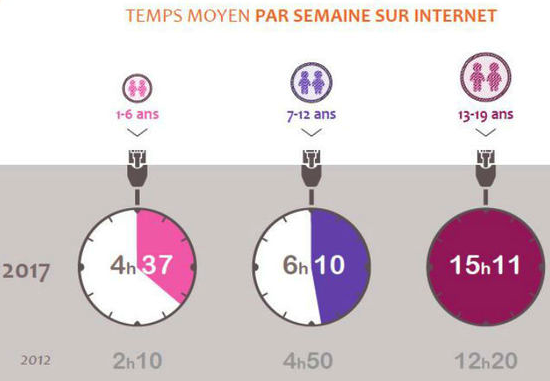 TEMPS MOYEN PAR SEMAINE SUR INTERNET
1-6 ans 7-12 ans 13-19 ans
2017 4h37 6h10 15h11
2012 2h10 4h50 12h20